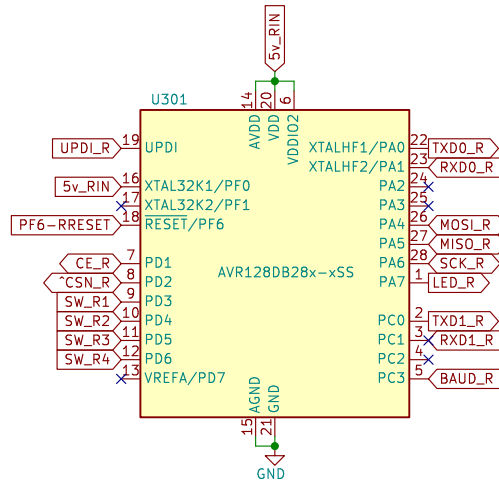 5v_RIN
U301
14
20
6
AVDD
VDD
VDDIO2
UPDI_R 19 UPDI
XTALHF1/PA0 22 TXD0_R
XTALHF2/PA1 23 RXD0_R
5v_RIN 16 XTAL32K1/PF0
PA2 24
17 XTAL32K2/PF1
PA3 25
PF6-RRESET 18 RESET/PF6
PA4 26 MOSI_R
PA5 27 MISO_R
CE_R 7 PD1
PA6 28 SCK_R
AVR128DB28x-xSS
^CSN_R 8 PD2
PA7 1 LED_R
SW_R1 9 PD3
SW_R2 10 PD4
PC0 2 TXD1_R
SW_R3 11 PD5
PC1 3 RXD1_R
SW_R4 12 PD6
PC2 4
13 VREFA/PD7
PC3 5 BAUD_R
AGND
GND
15
21
GND